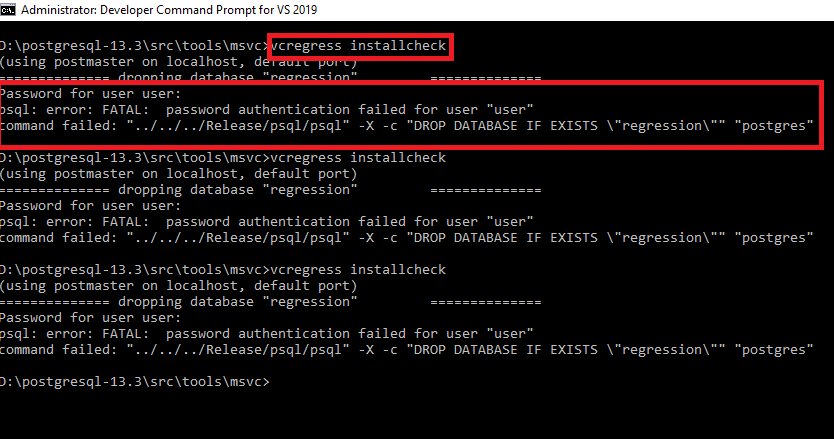 C:\.
Administrator: Developer Command Prompt for VS 2019
D:\postgresql-13.3\src\tools\msvc>vcregress installcheck
(using postmaster on localhost, default port)
============== dropping database "regression"         ==============
Password for user user:
psql: error: FATAL:  password authentication failed for user "user"
command failed: "../../../Release/psql/psql" -X -c "DROP DATABASE IF EXISTS \"regression\"" "postgres"
D:\postgresql-13.3\src\tools\msvc>vcregress installcheck
(using postmaster on localhost, default port)
============== dropping database "regression"         ==============
Password for user user:
psql: error: FATAL:  password authentication failed for user "user"
command failed: "../../../Release/psql/psql" -X -c "DROP DATABASE IF EXISTS \"regression\"" "postgres"
D:\postgresql-13.3\src\tools\msvc>vcregress installcheck
(using postmaster on localhost, default port)
============== dropping database "regression"         ==============
Password for user user:
psql: error: FATAL:  password authentication failed for user "user"
command failed: "../../../Release/psql/psql" -X -c "DROP DATABASE IF EXISTS \"regression\"" "postgres"
D:\postgresql-13.3\src\tools\msvc>